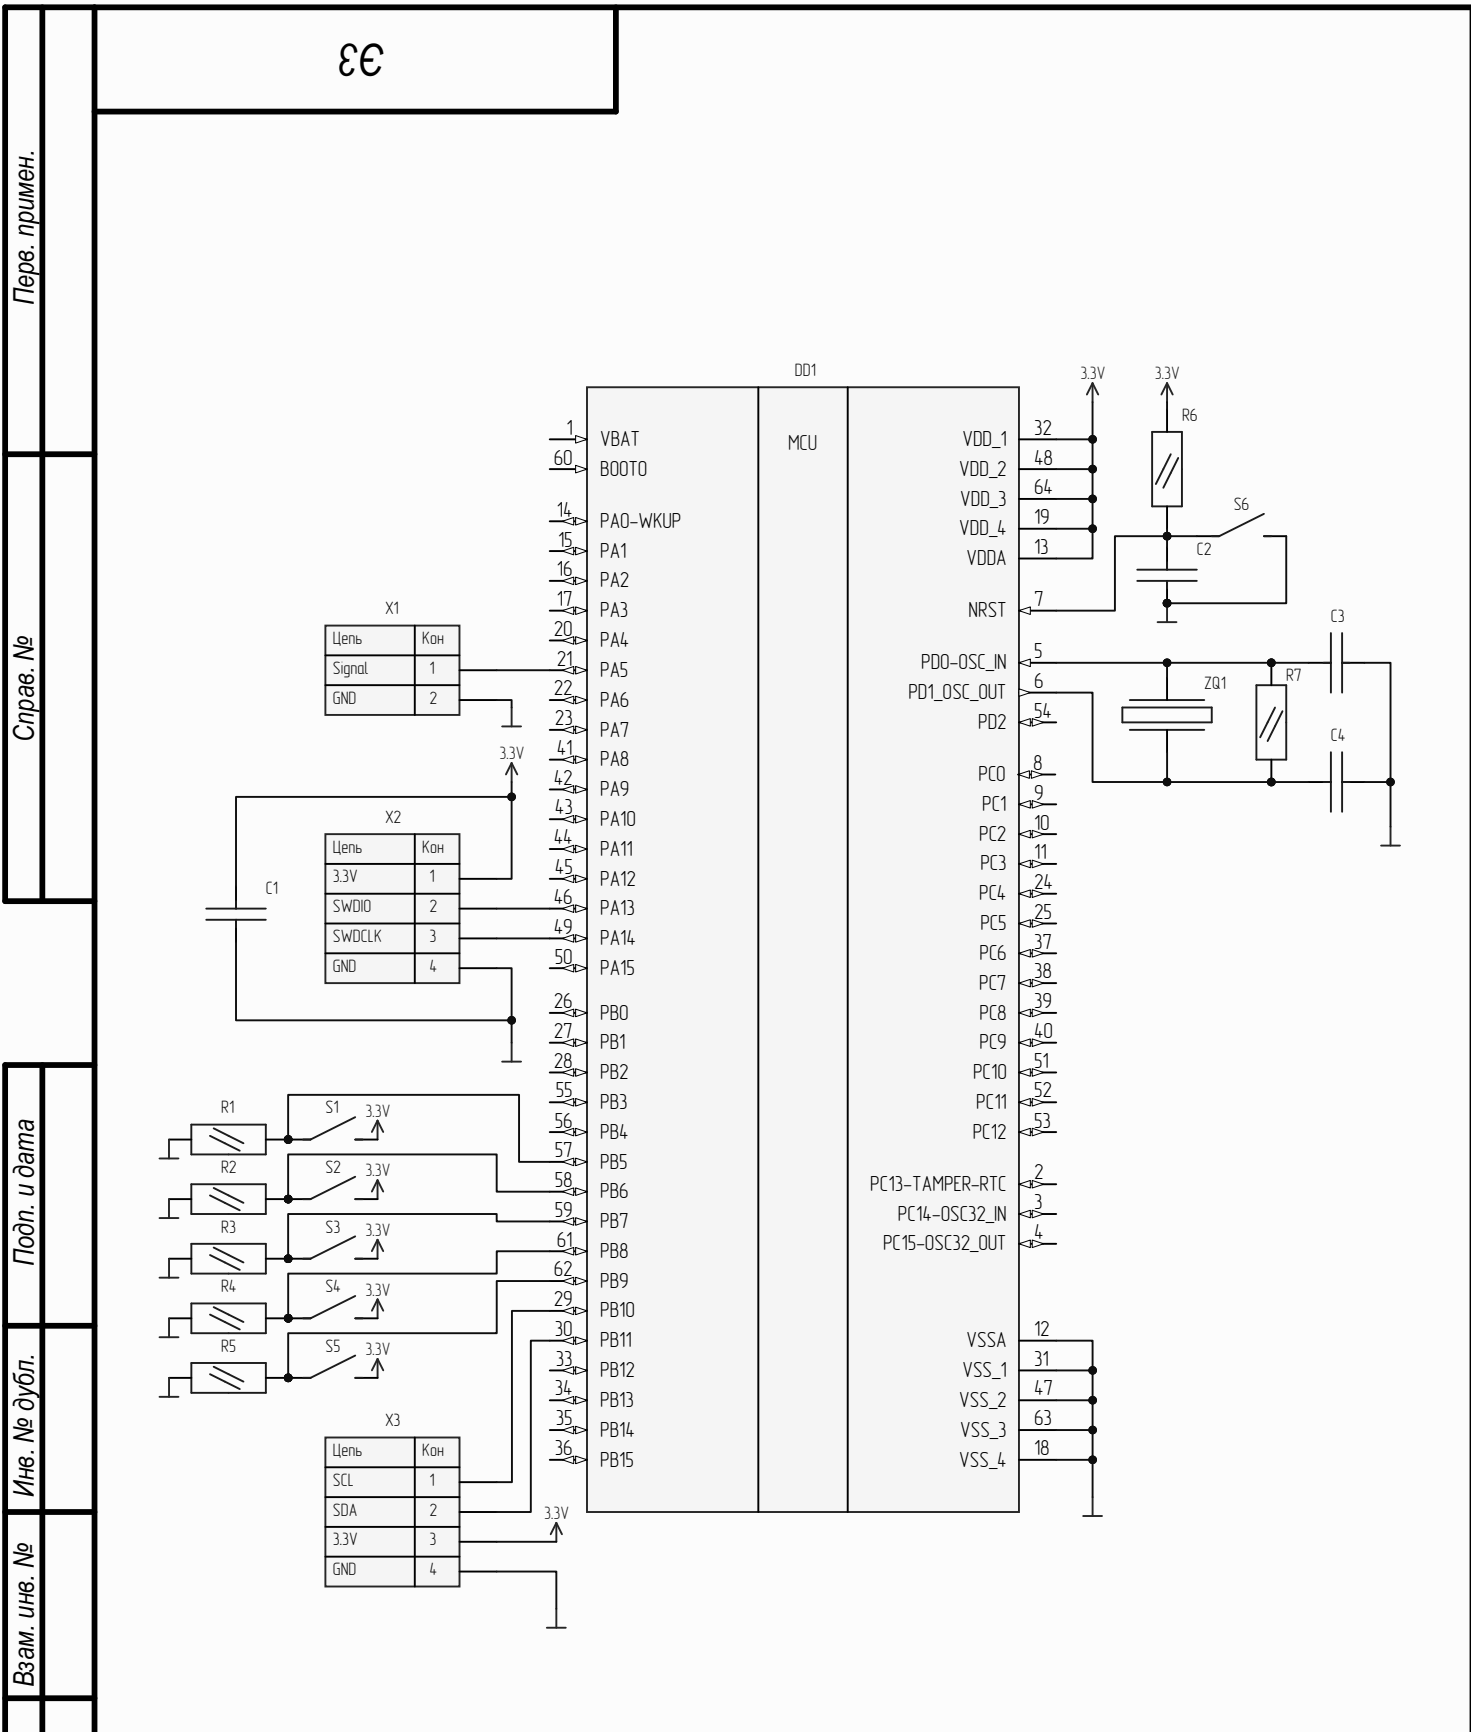 ЭЗ
Перв. примен.
Справ. №
Подп. и дата
Инв. № дубл.
Взам. инв. №
DD1
MCU
1 VBAT
60 BOOT0
14 PA0-WKUP
15 PA1
16 PA2
17 PA3
20 PA4
21 PA5
22 PA6
23 PA7
41 PA8
42 PA9
43 PA10
44 PA11
45 PA12
46 PA13
49 PA14
50 PA15
26 PB0
27 PB1
28 PB2
55 PB3
56 PB4
57 PB5
58 PB6
59 PB7
61 PB8
62 PB9
29 PB10
30 PB11
33 PB12
34 PB13
35 PB14
36 PB15
VDD_1 32
VDD_2 48
VDD_3 64
VDD_4 19
VDDA 13
NRST 7
PD0-OSC_IN 5
PD1_OSC_OUT 6
PD2 54
PC0 8
PC1 9
PC2 10
PC3 11
PC4 24
PC5 25
PC6 37
PC7 38
PC8 39
PC9 40
PC10 51
PC11 52
PC12 53
PC13-TAMPER-RTC 2
PC14-OSC32_IN 3
PC15-OSC32_OUT 4
VSSA 12
VSS_1 31
VSS_2 47
VSS_3 63
VSS_4 18
3.3V
3.3V
R6
S6
C2
C3
ZQ1
R7
C4
X1
Цепь Кон
Signal 1
GND 2
3.3V
X2
Цепь Кон
3.3V 1
SWDIO 2
SWDCLK 3
GND 4
C1
R1 S1 3.3V
R2 S2 3.3V
R3 S3 3.3V
R4 S4 3.3V
R5 S5 3.3V
X3
Цепь Кон
SCL 1
SDA 2
3.3V 3
GND 4
3.3V